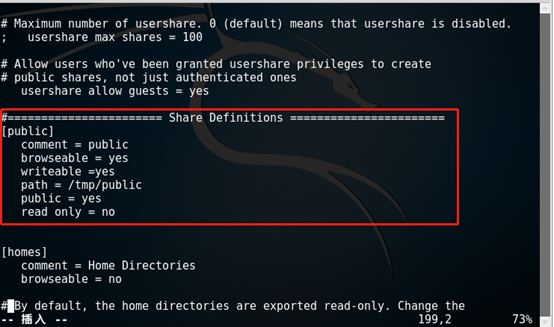 # Maximum number of usershare. 0 (default) means that usershare is disabled.
;   usershare max shares = 100
# Allow users who've been granted usershare privileges to create
# public shares, not just authenticated ones
   usershare allow guests = yes
#======================= Share Definitions =======================
[public]
   comment = public
   browseable = yes
   writeable =yes
   path = /tmp/public
   public = yes
   read only = no
[homes]
   comment = Home Directories
   browseable = no
# By default, the home directories are exported read-only. Change the
-- 插入 --                                                    199,2         73%